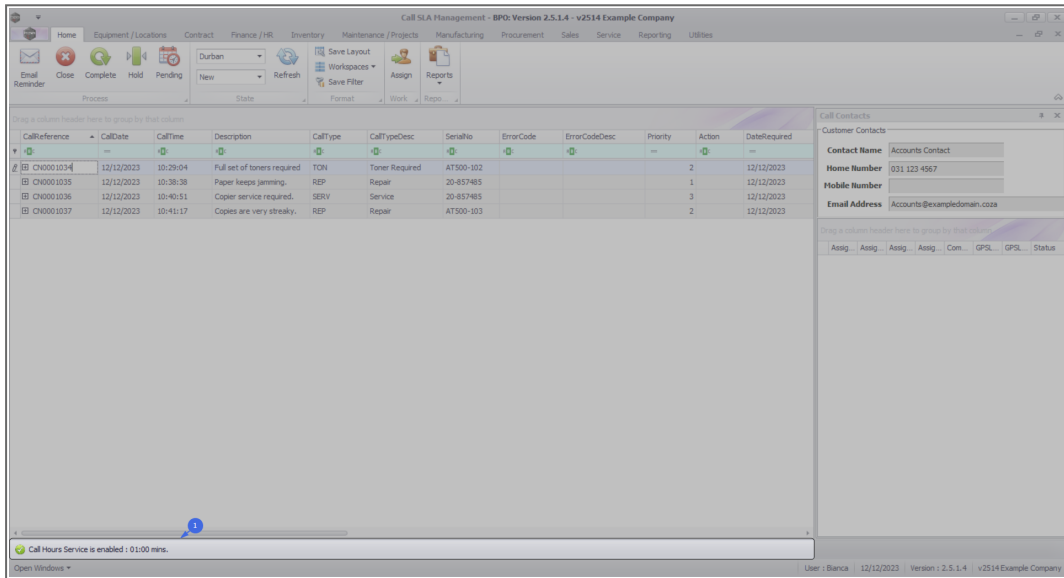 Call SLA Management - BPO: Version 2.5.1.4 - v2514 Example Company
Home Equipment / Locations Contract Finance / HR Inventory Maintenance / Projects Manufacturing Procurement Sales Service Reporting Utilities
Email Reminder Close Complete Hold Pending
Durban
New
Refresh
Save Layout
Workspaces
Save Filter
Assign
Reports
Process State Format Work Repo...
Drag a column header here to group by that column
CallReference CallDate CallTime Description CallType CallTypeDesc SerialNo ErrorCode ErrorCodeDesc Priority Action DateRequired
CN0001034 12/12/2023 10:29:04 Full set of toners required TON Toner Required AT500-102 2 12/12/2023
CN0001035 12/12/2023 10:38:38 Paper keeps jamming. REP Repair 20-857485 1 12/12/2023
CN0001036 12/12/2023 10:40:51 Copier service required. SERV Service 20-857485 3 12/12/2023
CN0001037 12/12/2023 10:41:17 Copies are very streaky. REP Repair AT500-103 2 12/12/2023
Call Contacts
Customer Contacts
Contact Name Accounts Contact
Home Number 031 123 4567
Mobile Number
Email Address Accounts@exampledomain.coza
Drag a column header here to group by that column
Assig... Assig... Assig... Assig... Com... GPSL... GPSL... Status
1
Call Hours Service is enabled : 01:00 mins.
Open Windows
User : Bianca 12/12/2023 Version : 2.5.1.4 v2514 Example Company